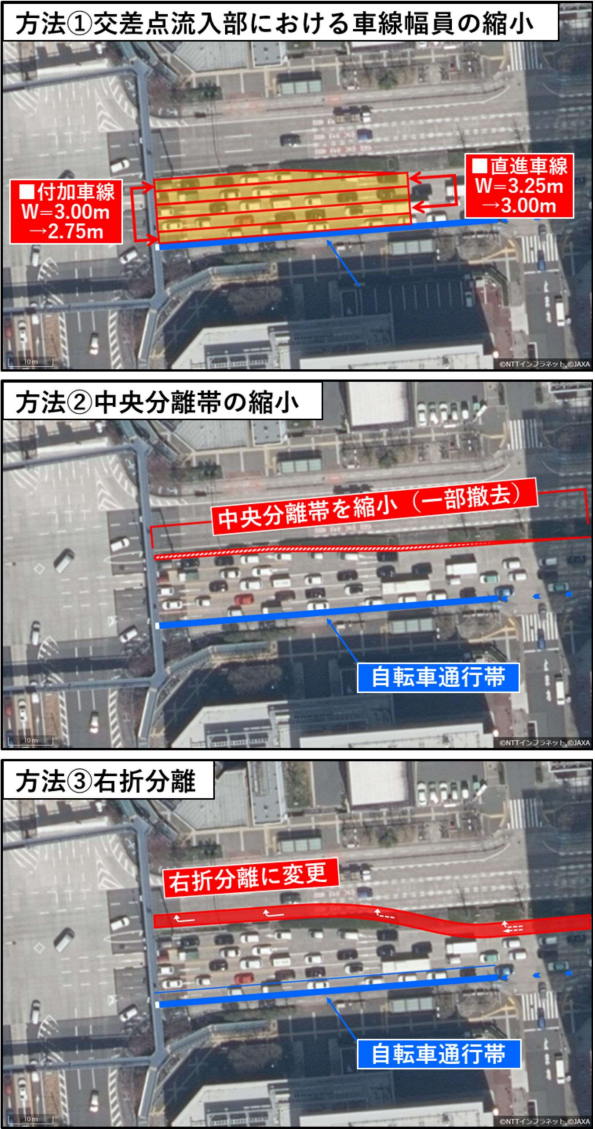 方法①交差点流入部における車線幅員の縮小
■付加車線
W=3.00m
→2.75m
■直進車線
W=3.25m
→3.00m
10m
©NTTインフラネット,©JAXA
方法②中央分離帯の縮小
中央分離帯を縮小（一部撤去）
自転車通行帯
10m
©NTTインフラネット,©JAXA
方法③右折分離
右折分離に変更
自転車通行帯
10m
©NTTインフラネット,©JAXA